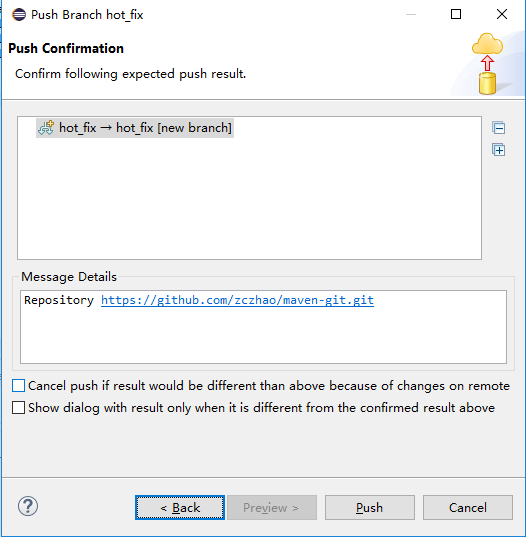 Push Branch hot_fix
Push Confirmation
Confirm following expected push result.
hot_fix → hot_fix [new branch]
Message Details
Repository https://github.com/zczhao/maven-git.git
Cancel push if result would be different than above because of changes on remote
Show dialog with result only when it is different from the confirmed result above
? < Back Preview > Push Cancel